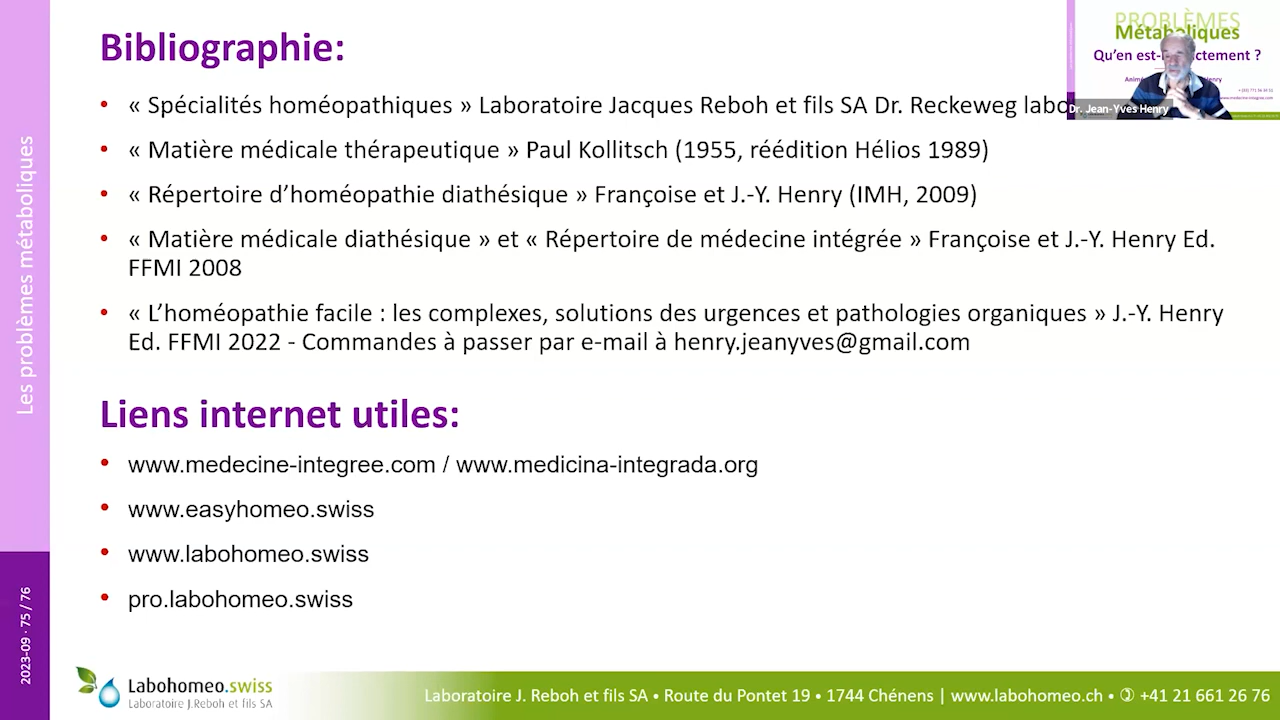 Bibliographie:
• « Spécialités homéopathiques » Laboratoire Jacques Reboh et fils SA Dr. Reckeweg labo
• « Matière médicale thérapeutique » Paul Kollitsch (1955, réédition Hélios 1989)
• « Répertoire d’homéopathie diathésique » Françoise et J.-Y. Henry (IMH, 2009)
• « Matière médicale diathésique » et « Répertoire de médecine intégrée » Françoise et J.-Y. Henry Ed.
FFMI 2008
• « L’homéopathie facile : les complexes, solutions des urgences et pathologies organiques » J.-Y. Henry
Ed. FFMI 2022 - Commandes à passer par e-mail à henry.jeanyves@gmail.com
Liens internet utiles:
• www.medecine-integree.com / www.medicina-integrada.org
• www.easyhomeo.swiss
• www.labohomeo.swiss
• pro.labohomeo.swiss
Les problèmes métaboliques
2023-09 · 75 / 76
PROBLÈMES
Métaboliques
Qu’en est- ctement ?
Dr. Jean-Yves Henry
Labohomeo.swiss
Laboratoire J.Reboh et fils SA
Laboratoire J. Reboh et fils SA • Route du Pontet 19 • 1744 Chénens | www.labohomeo.ch • ✆ +41 21 661 26 76